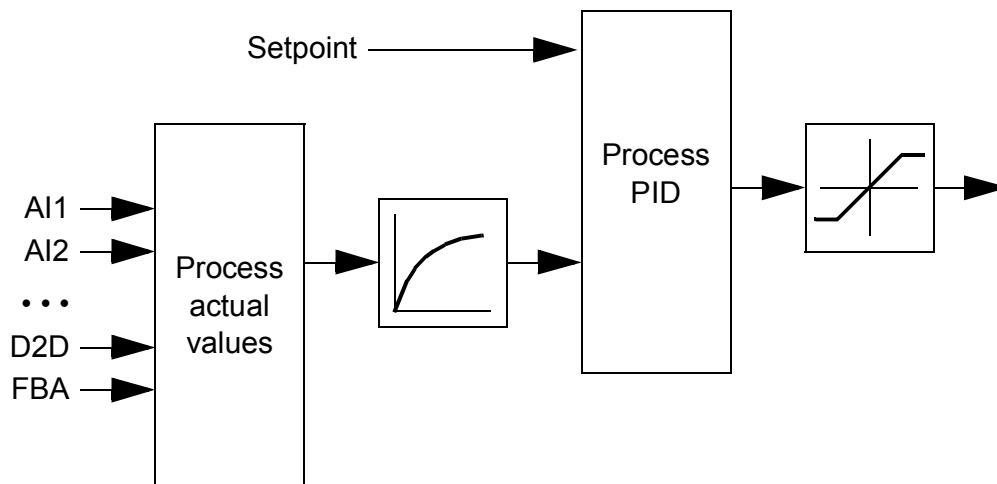 Setpoint
Process
PID
AI1
AI2
• • •
D2D
FBA
Process
actual
values